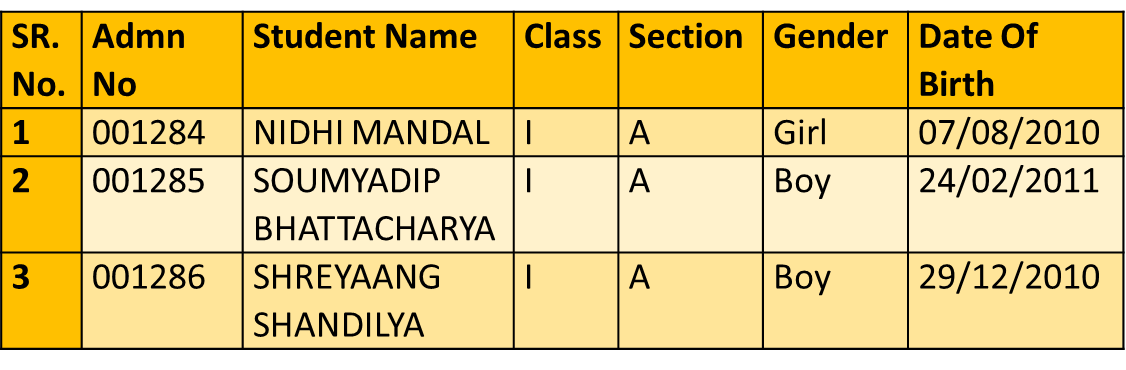 SR. No. Admn No Student Name Class Section Gender Date Of Birth
1 001284 NIDHI MANDAL I A Girl 07/08/2010
2 001285 SOUMYADIP BHATTACHARYA I A Boy 24/02/2011
3 001286 SHREYAANG SHANDILYA I A Boy 29/12/2010